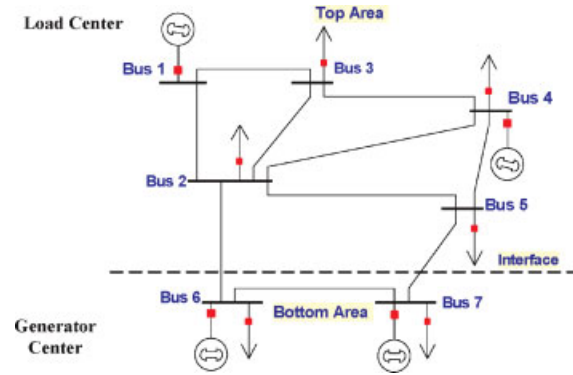 Load Center
Top Area
Bus 1
Bus 3
Bus 4
Bus 2
Bus 5
Interface
Bus 6
Bottom Area
Bus 7
Generator
Center